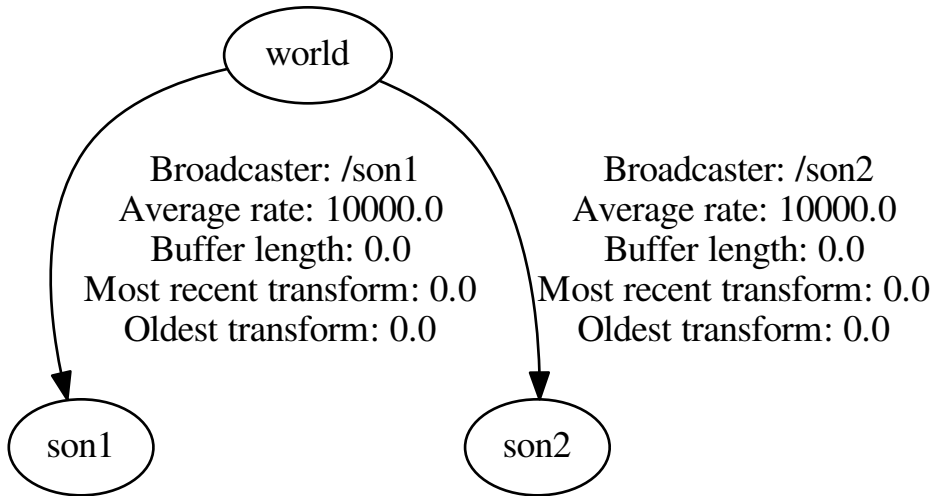 world
Broadcaster: /son1
Average rate: 10000.0
Buffer length: 0.0
Most recent transform: 0.0
Oldest transform: 0.0
Broadcaster: /son2
Average rate: 10000.0
Buffer length: 0.0
Most recent transform: 0.0
Oldest transform: 0.0
son1
son2